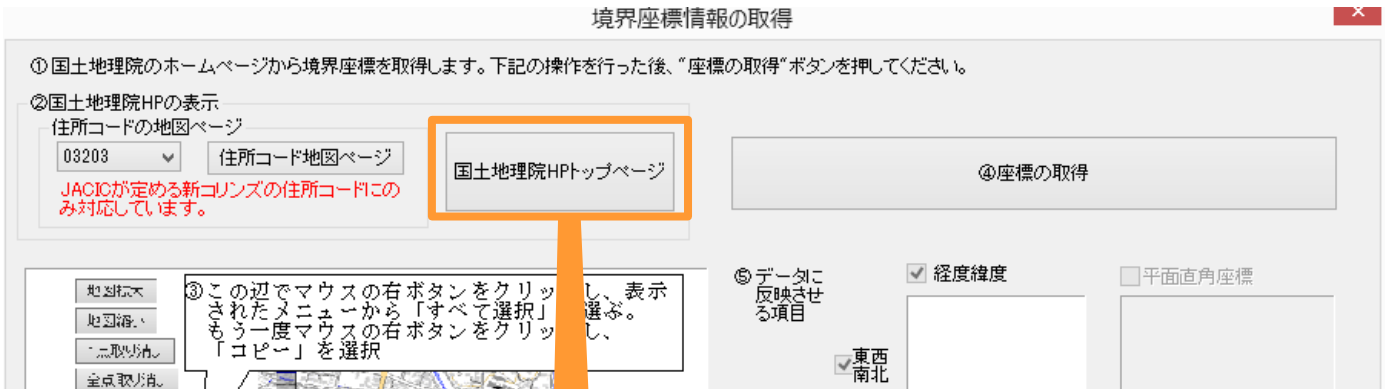 境界座標情報の取得
①国土地理院のホームページから境界座標を取得します。下記の操作を行った後、“座標の取得”ボタンを押してください。
②国土地理院HPの表示
住所コードの地図ページ
03203
住所コード地図ページ
国土地理院HPトップページ
④座標の取得
JACICが定める新コリンズの住所コードにの
み対応しています。
地図拡大
③この辺でマウスの右ボタンをクリッ
し、表示
されたメニューから「すべて選択」
選ぶ。
もう一度マウスの右ボタンをクリッ
し、
「コピー」を選択
全点取り消し
⑤データに
反映させ
る項目
経度緯度
平面直角座標
東西
南北